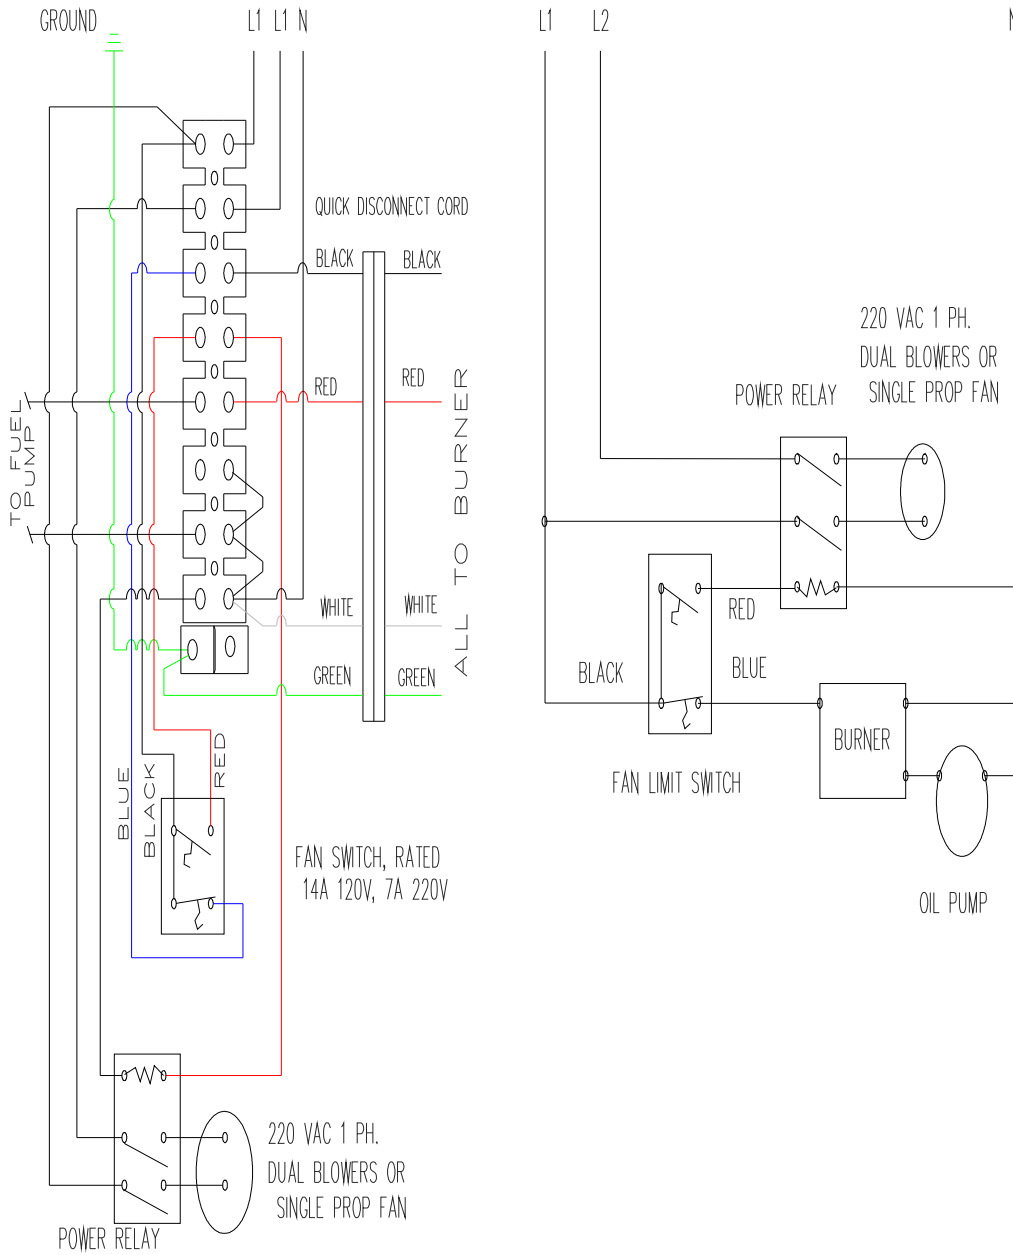 GROUND
L1 L1 N
QUICK DISCONNECT CORD
BLACK
BLACK
RED
RED
TO FUEL
PUMP
ALL TO BURNER
WHITE
WHITE
GREEN
GREEN
BLUE
BLACK
RED
FAN SWITCH, RATED
14A 120V, 7A 220V
220 VAC 1 PH.
DUAL BLOWERS OR
SINGLE PROP FAN
POWER RELAY
L1 L2
220 VAC 1 PH.
DUAL BLOWERS OR
SINGLE PROP FAN
POWER RELAY
RED
BLACK
BLUE
BURNER
FAN LIMIT SWITCH
OIL PUMP